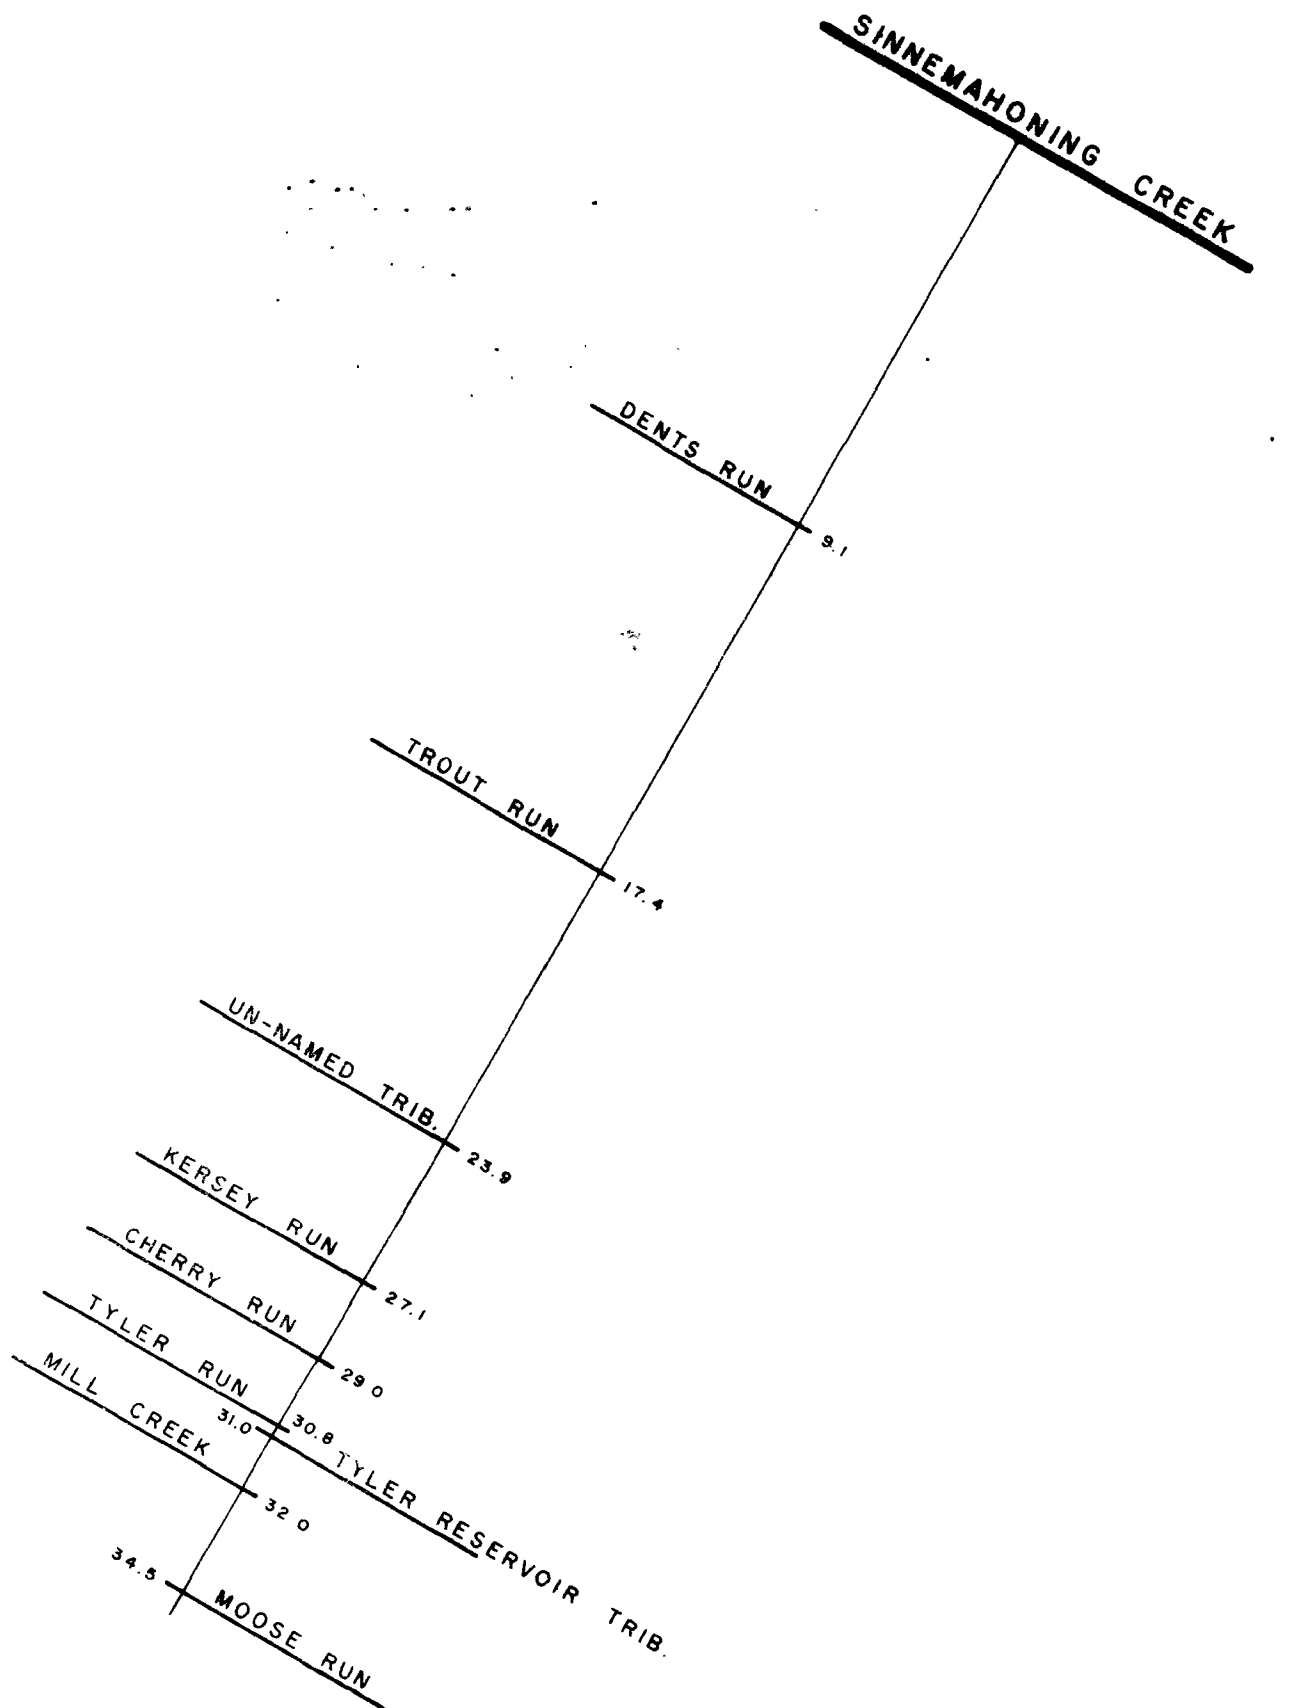 SINNEMAHONING CREEK
DENTS RUN
9.1
TROUT RUN
17.4
UN-NAMED TRIB.
23.9
KERSEY RUN
27.1
CHERRY RUN
29 0
TYLER RUN
30.8
31.0
TYLER RESERVOIR TRIB.
MILL CREEK
32 0
34.5
MOOSE RUN